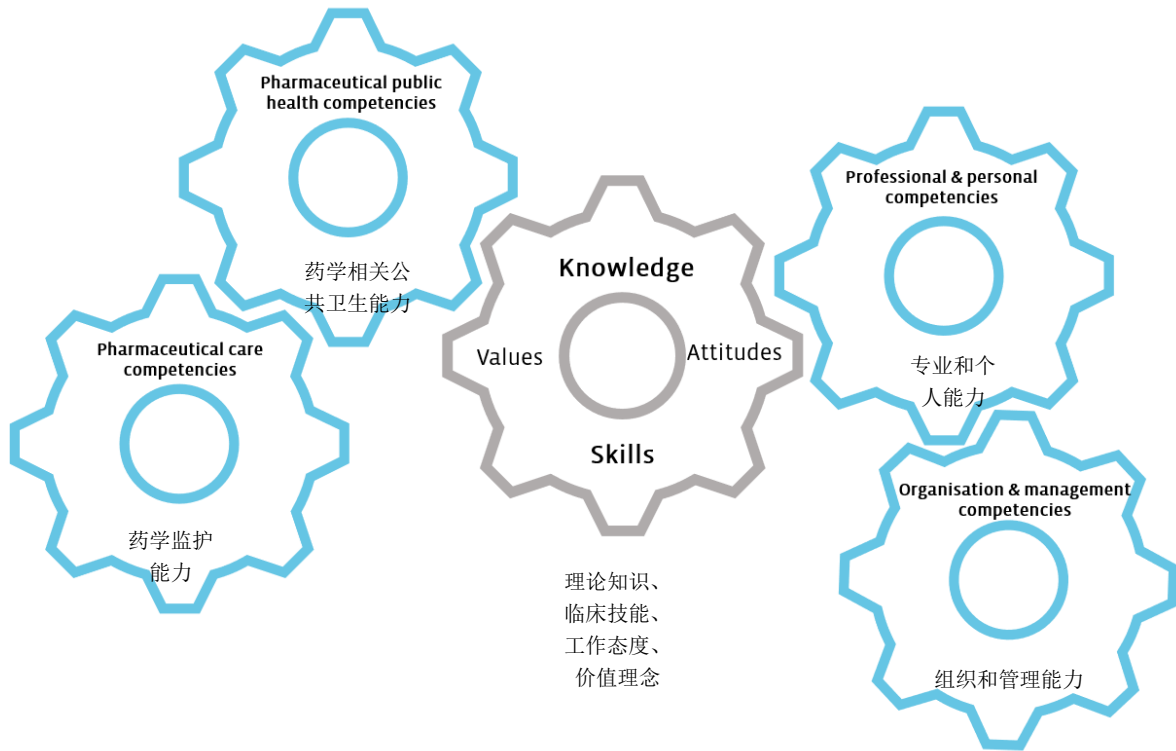 Pharmaceutical public
health competencies
药学相关公
共卫生能力
Pharmaceutical care
competencies
药学监护
能力
Knowledge
Values
Attitudes
Skills
理论知识、
临床技能、
工作态度、
价值理念
Professional & personal
competencies
专业和个
人能力
Organisation & management
competencies
组织和管理能力